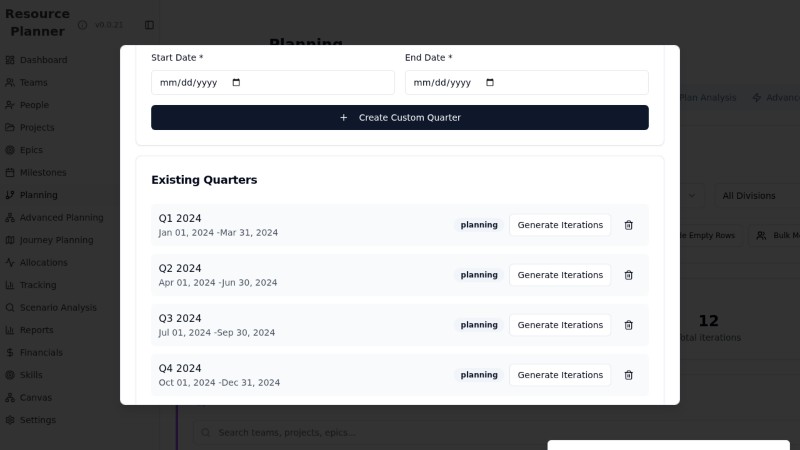 Resource
Planner
v0.0.21
Dashboard
Teams
People
Projects
Epics
Milestones
Planning
Advanced Planning
Journey Planning
Allocations
Tracking
Scenario Analysis
Reports
Financials
Skills
Canvas
Settings
Planning
Start Date *
End Date *
mm/dd/yyyy
mm/dd/yyyy
Create Custom Quarter
Existing Quarters
Q1 2024
Jan 01, 2024 -Mar 31, 2024
planning
Generate Iterations
Q2 2024
Apr 01, 2024 -Jun 30, 2024
planning
Generate Iterations
Q3 2024
Jul 01, 2024 -Sep 30, 2024
planning
Generate Iterations
Q4 2024
Oct 01, 2024 -Dec 31, 2024
planning
Generate Iterations
Plan Analysis
All Divisions
Empty Rows
Bulk
12
Iterations
Search teams, projects, epics...